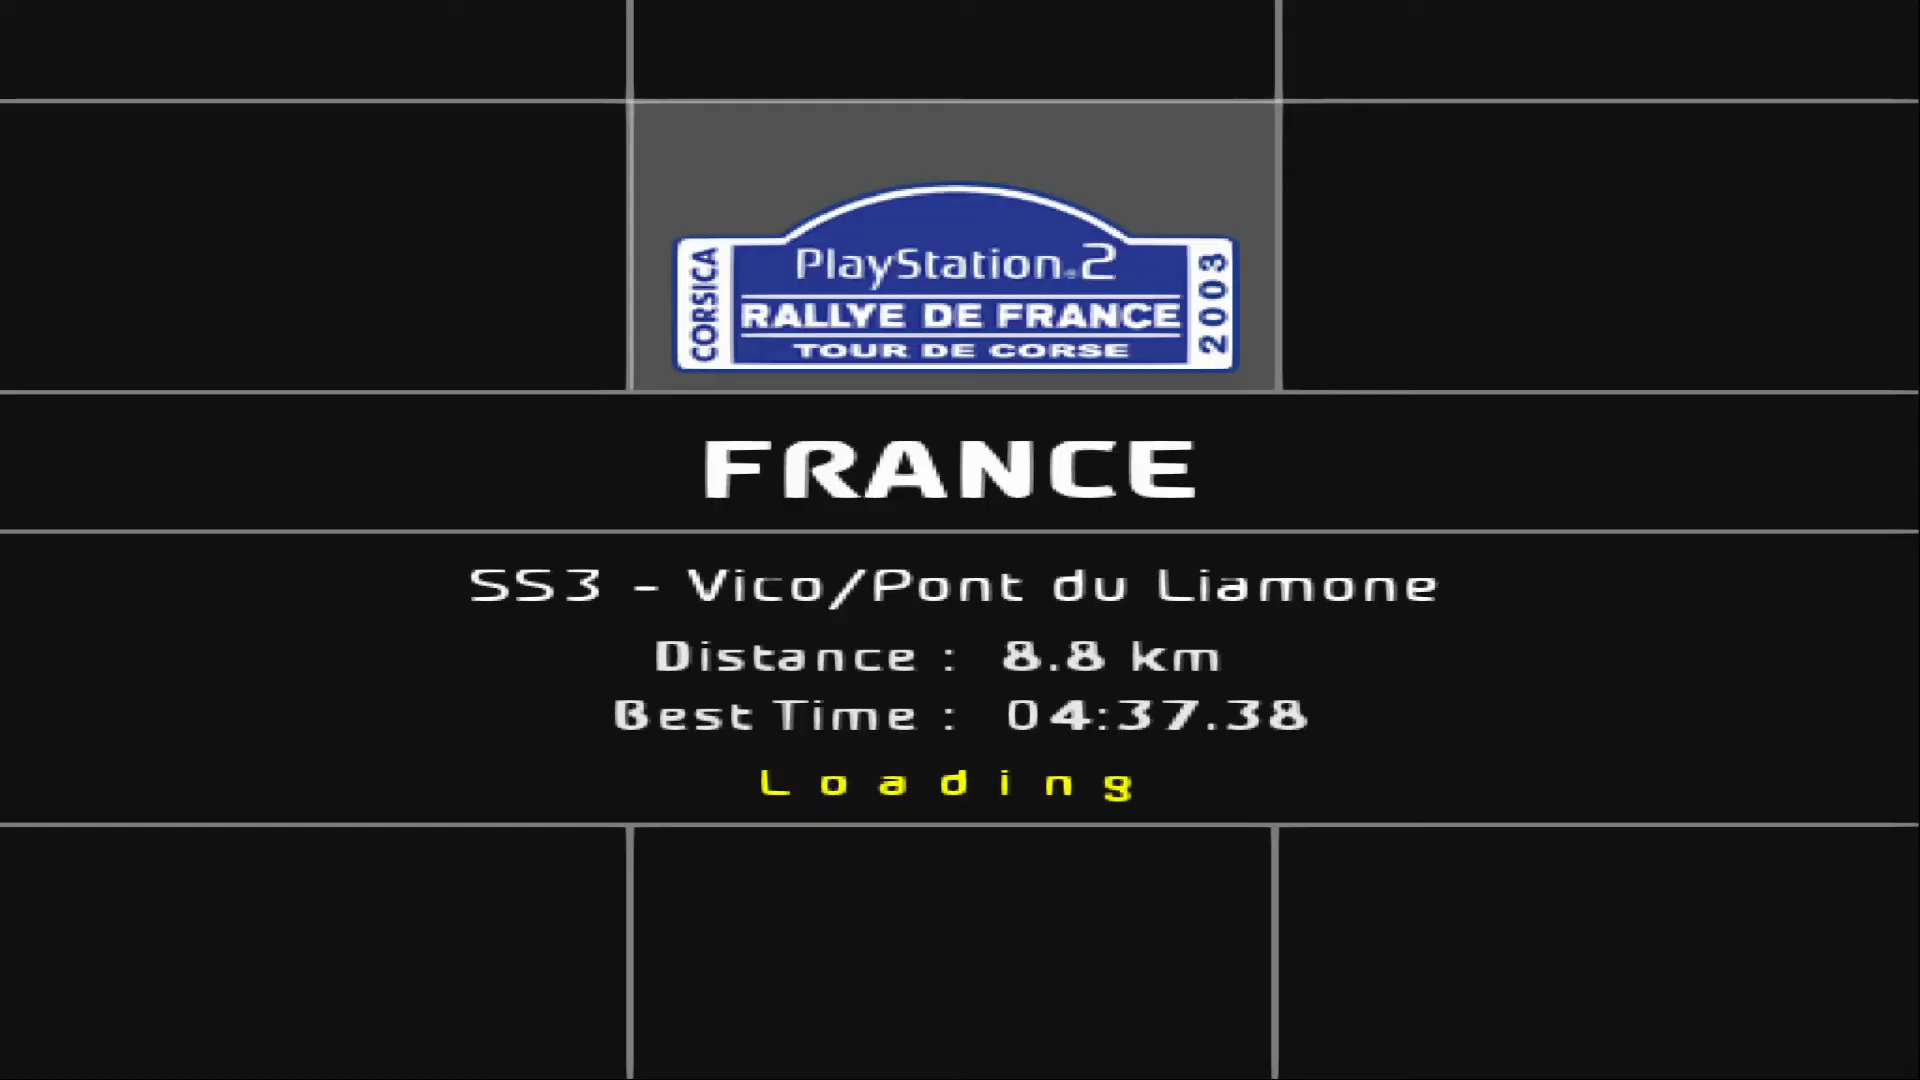 PlayStation.2
CORSICA
RALLYE DE FRANCE
2003
TOUR DE CORSE
FRANCE
SS3 - Vico/Pont du Liamone
Distance : 8.8 km
Best Time : 04:37.38
Loading